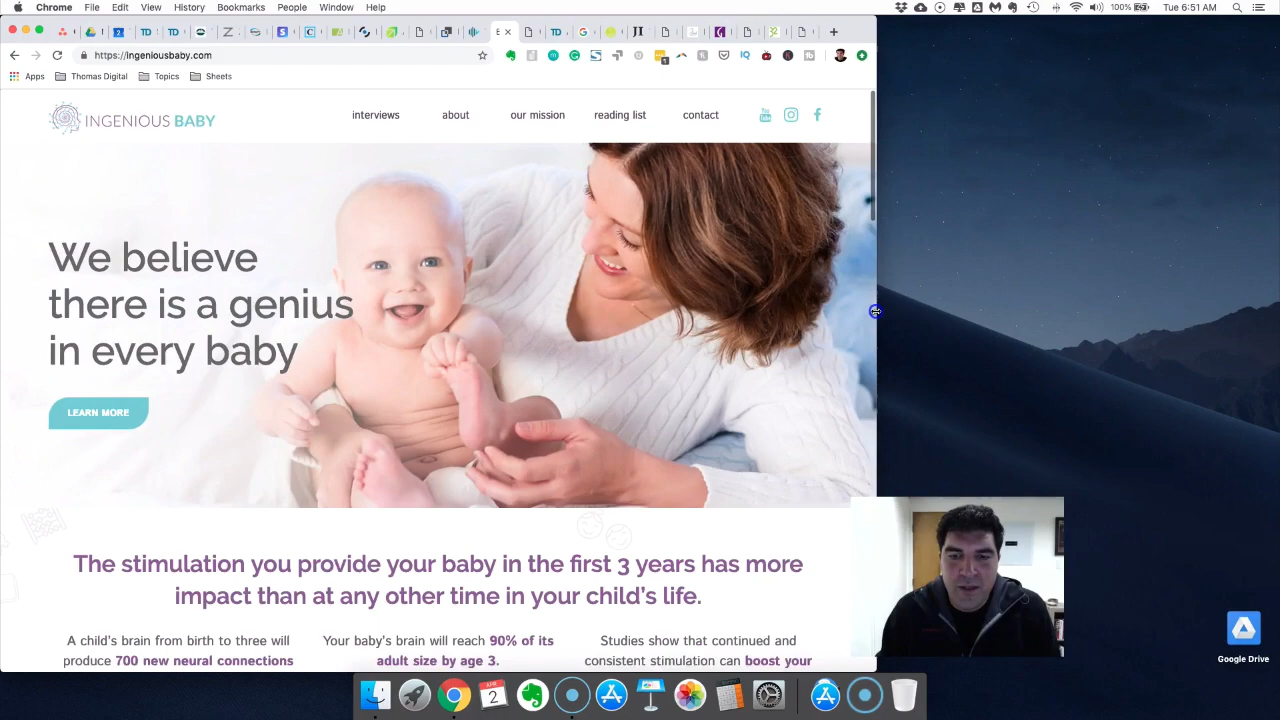 Chrome File Edit View History Bookmarks People Window Help
100% Tue 6:51 AM
https://ingeniousbaby.com
Apps Thomas Digital Topics Sheets
INGENIOUS BABY
interviews about our mission reading list contact
You Tube
We believe
there is a genius
in every baby
LEARN MORE
The stimulation you provide your baby in the first 3 years has more
impact than at any other time in your child's life.
A child's brain from birth to three will
produce 700 new neural connections
Your baby's brain will reach 90% of its
adult size by age 3.
Studies show that continued and
consistent stimulation can boost your
Google Drive
APR
2